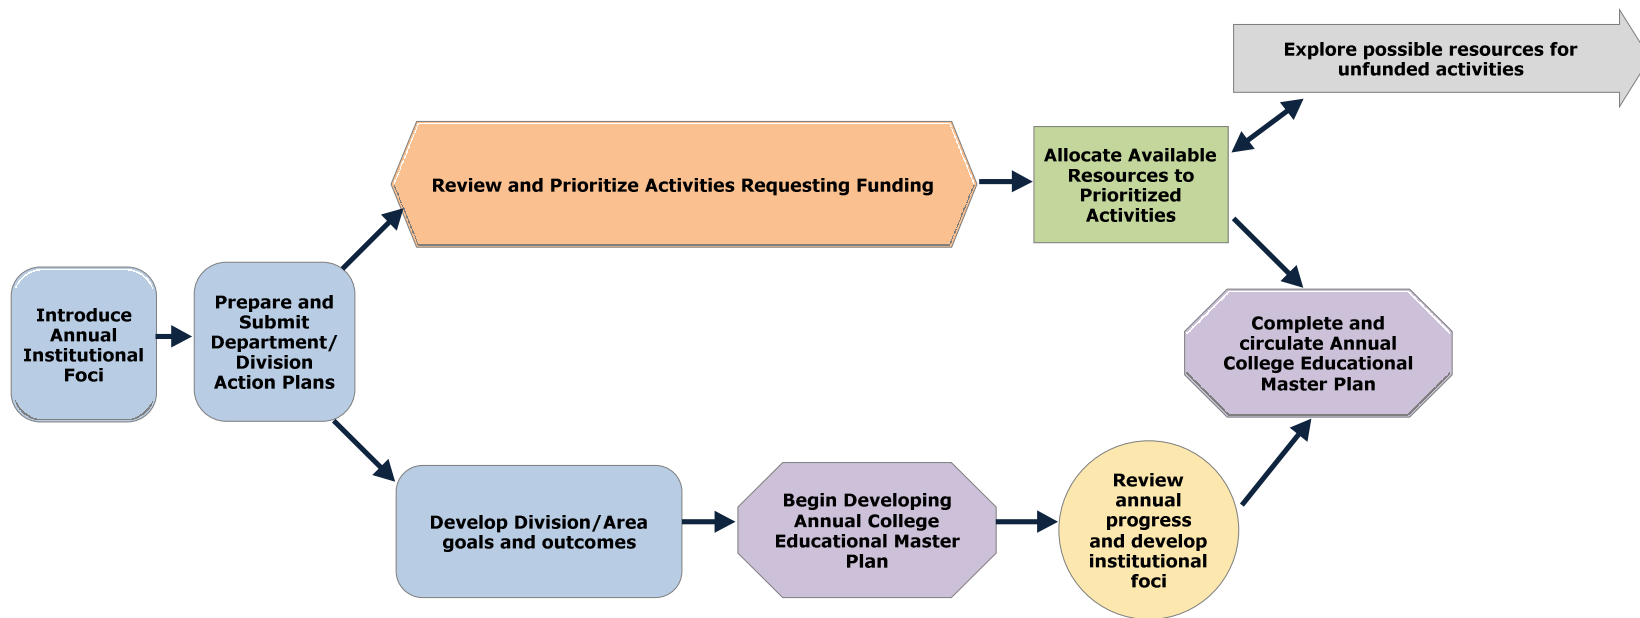 Explore possible resources for
unfunded activities
Review and Prioritize Activities Requesting Funding
Allocate Available
Resources to
Prioritized
Activities
Introduce
Annual
Institutional
Foci
Prepare and
Submit
Department/
Division
Action Plans
Complete and
circulate Annual
College Educational
Master Plan
Develop Division/Area
goals and outcomes
Begin Developing
Annual College
Educational Master
Plan
Review
annual
progress
and develop
institutional
foci